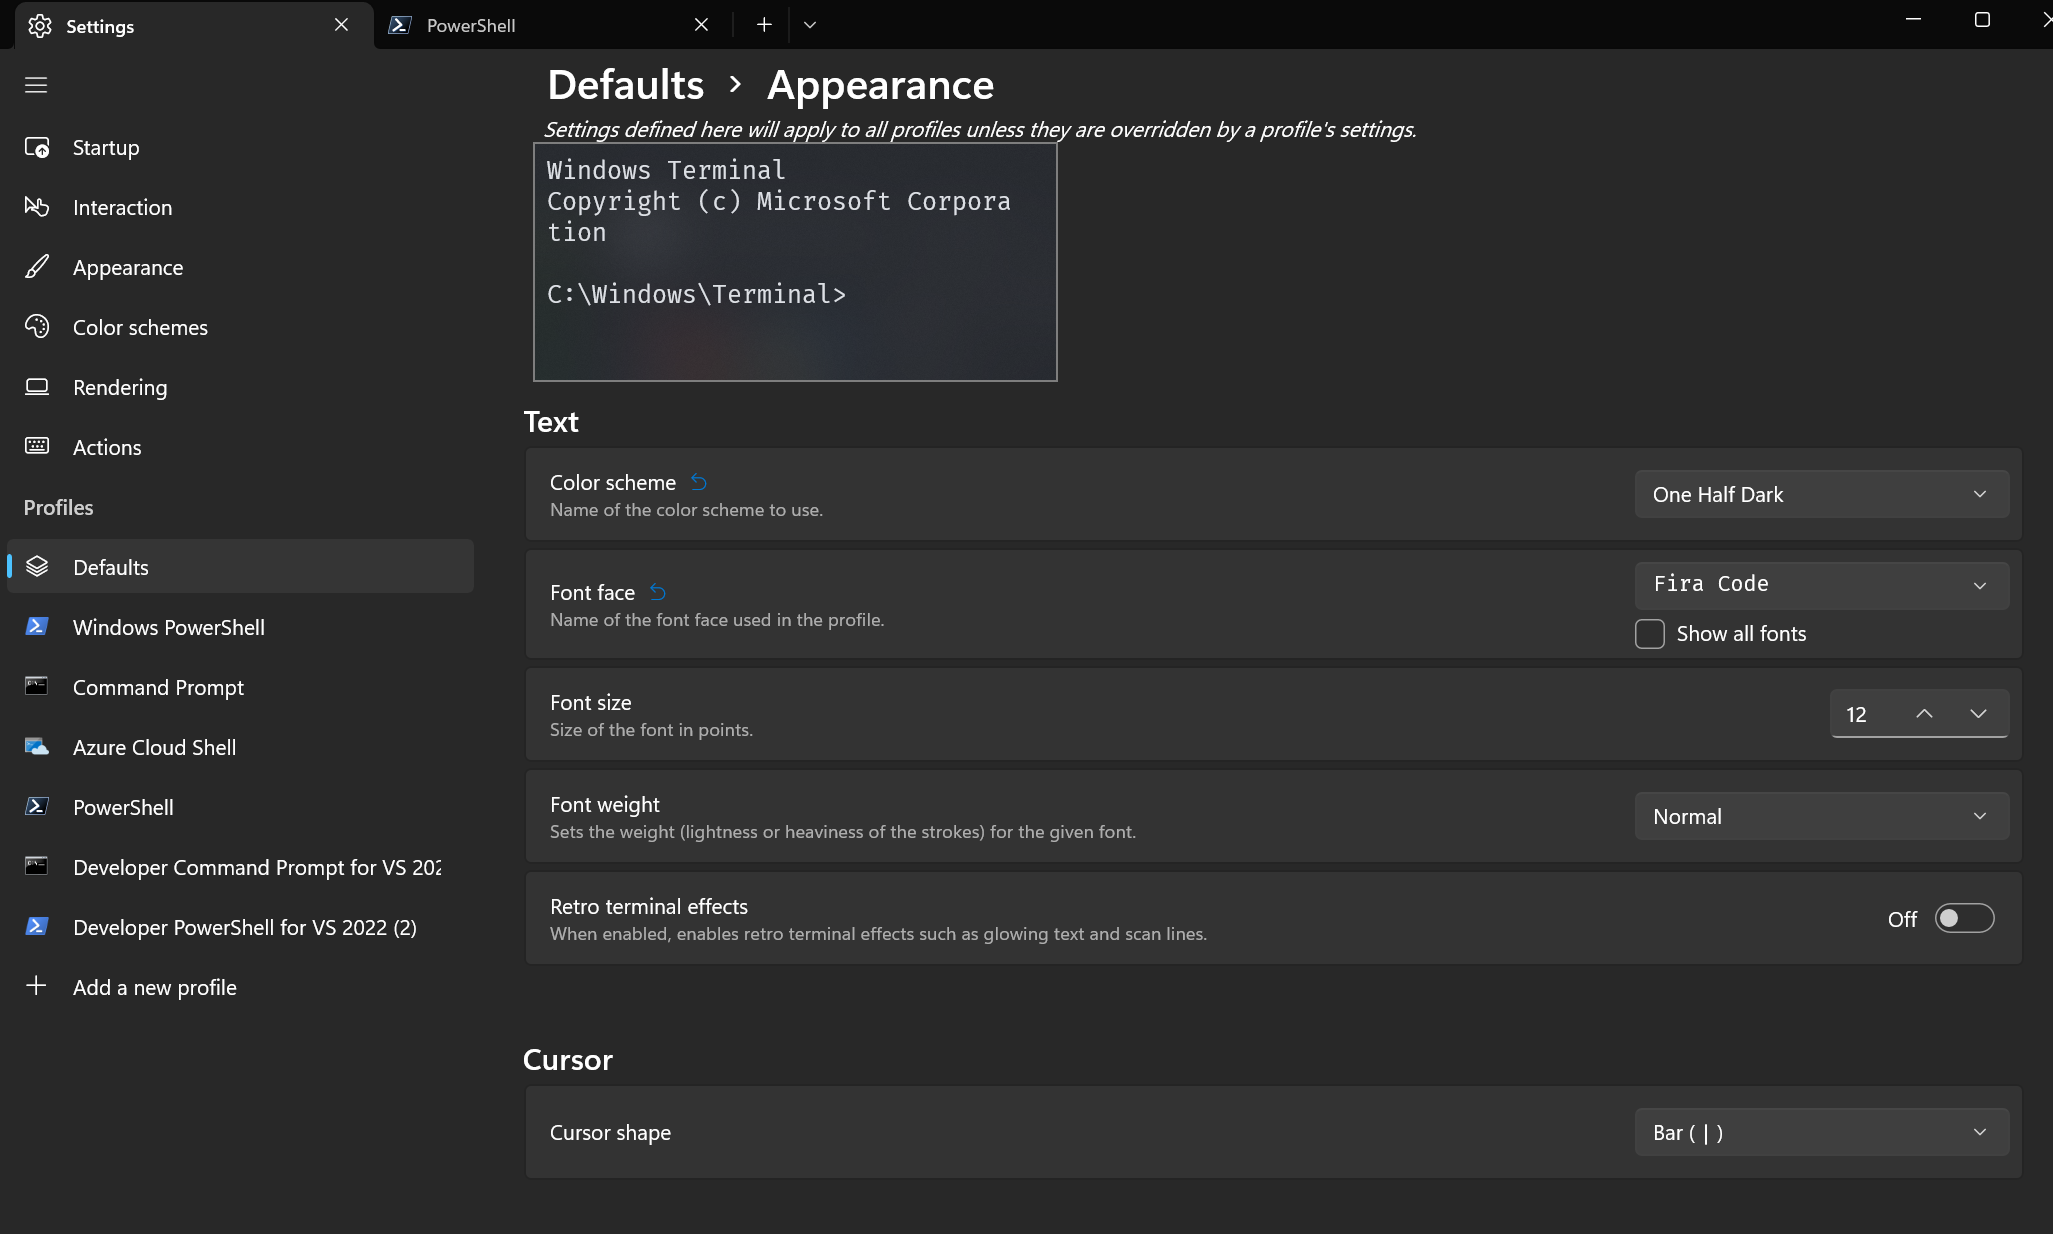 Settings
PowerShell
Startup
Interaction
Appearance
Color schemes
Rendering
Actions
Profiles
Defaults
Windows PowerShell
Command Prompt
Azure Cloud Shell
PowerShell
Developer Command Prompt for VS 202
Developer PowerShell for VS 2022 (2)
Add a new profile
Defaults › Appearance
Settings defined here will apply to all profiles unless they are overridden by a profile's settings.
Windows Terminal
Copyright (c) Microsoft Corpora
tion
C:\Windows\Terminal>
Text
Color scheme
Name of the color scheme to use.
One Half Dark
Font face
Name of the font face used in the profile.
Fira Code
Show all fonts
Font size
Size of the font in points.
12
Font weight
Sets the weight (lightness or heaviness of the strokes) for the given font.
Normal
Retro terminal effects
When enabled, enables retro terminal effects such as glowing text and scan lines.
Off
Cursor
Cursor shape
Bar ( | )